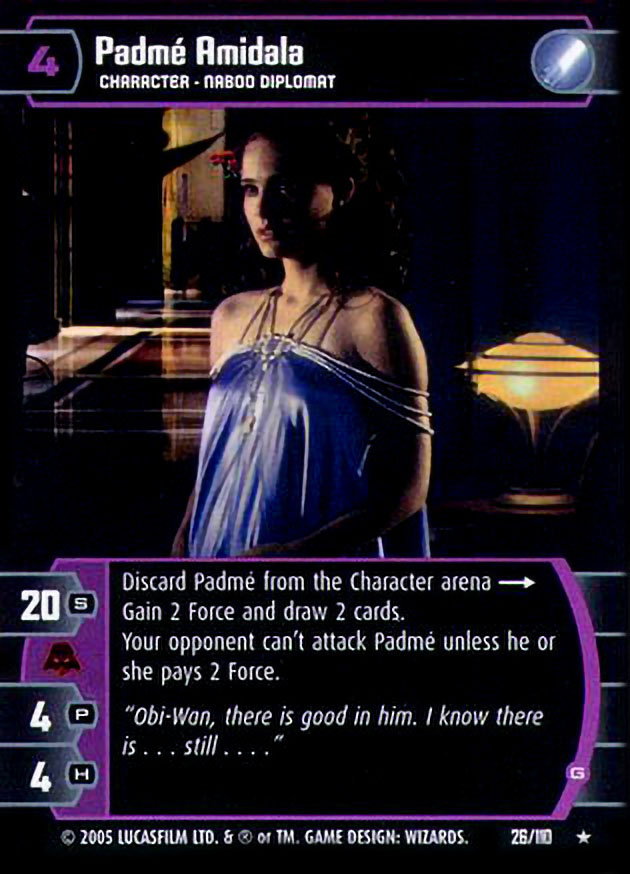 4
Padmé Amidala
CHARACTER - NABOO DIPLOMAT
20 S
Discard Padmé from the Character arena →
Gain 2 Force and draw 2 cards.
Your opponent can't attack Padmé unless he or
she pays 2 Force.
4 P
4 H
"Obi-Wan, there is good in him. I know there
is . . . still . . . ."
G
© 2005 LUCASFILM LTD. & ® or TM. GAME DESIGN: WIZARDS.
26/110 ★